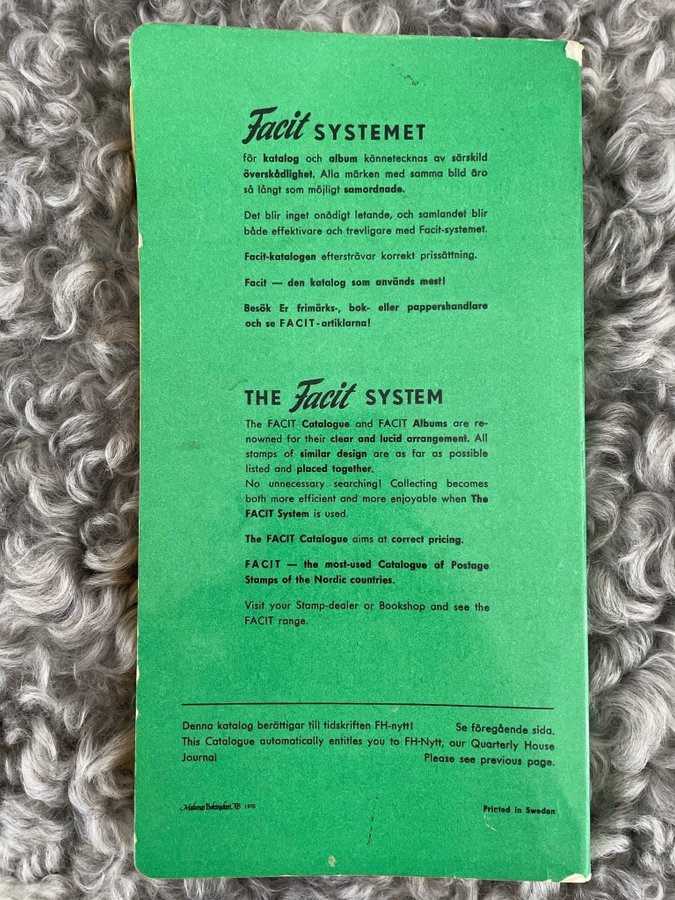 Facit SYSTEMET
för katalog och album kännetecknas av särskild
överskådlighet. Alla märken med samma bild äro
så långt som möjligt samordnade.
Det blir inget onödigt letande, och samlandet blir
både effektivare och trevligare med Facit-systemet.
Facit-katalogen eftersträvar korrekt prissättning.
Facit — den katalog som används mest!
Besök Er frimärks-, bok- eller pappershandlare
och se FACIT-artiklarna!
THE Facit SYSTEM
The FACIT Catalogue and FACIT Albums are re-
nowned for their clear and lucid arrangement. All
stamps of similar design are as far as possible
listed and placed together.
No unnecessary searching! Collecting becomes
both more efficient and more enjoyable when The
FACIT System is used.
The FACIT Catalogue aims at correct pricing.
FACIT — the most-used Catalogue of Postage
Stamps of the Nordic countries.
Visit your Stamp-dealer or Bookshop and see the
FACIT range.
Denna katalog berättigar till tidskriften FH-nytt! Se föregående sida.
This Catalogue automatically entitles you to FH-Nytt, our Quarterly House
Journal Please see previous page.
Malmö Boktryckeri AB 1970 Printed in Sweden